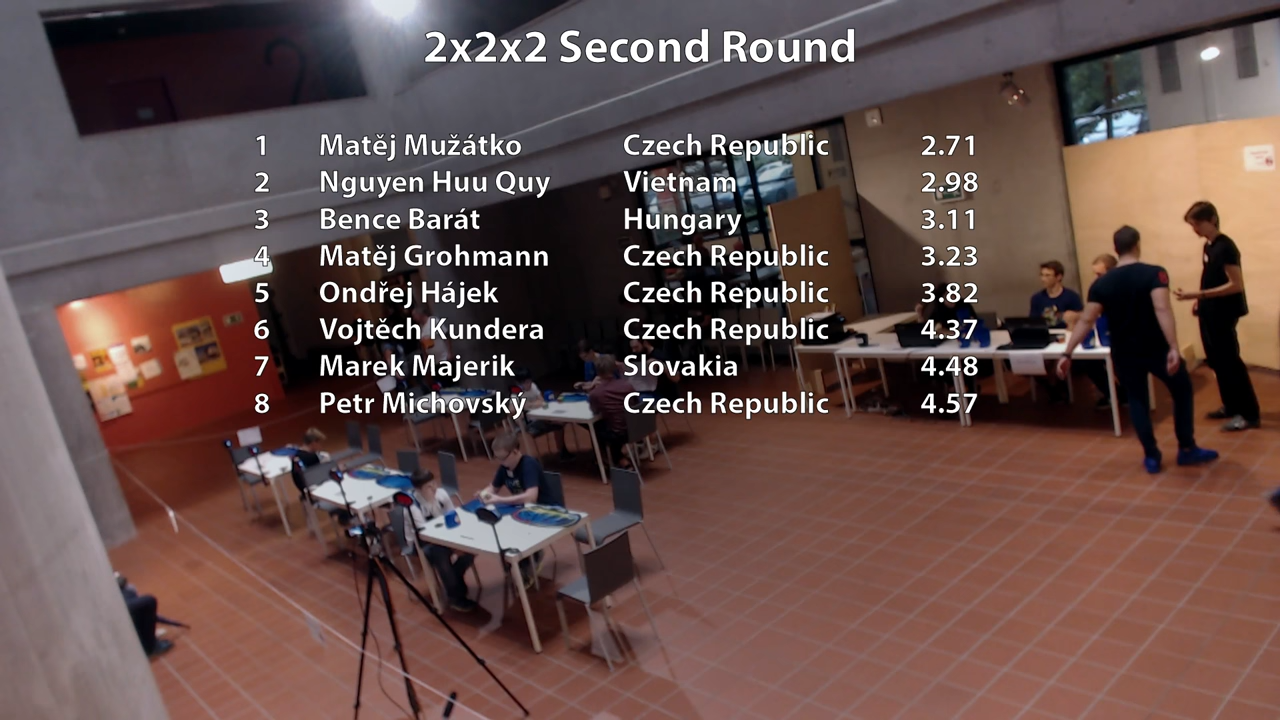 2x2x2 Second Round
1 Matěj Mužátko Czech Republic 2.71
2 Nguyen Huu Quy Vietnam 2.98
3 Bence Barát Hungary 3.11
4 Matěj Grohmann Czech Republic 3.23
5 Ondřej Hájek Czech Republic 3.82
6 Vojtěch Kundera Czech Republic 4.37
7 Marek Majerik Slovakia 4.48
8 Petr Michovský Czech Republic 4.57